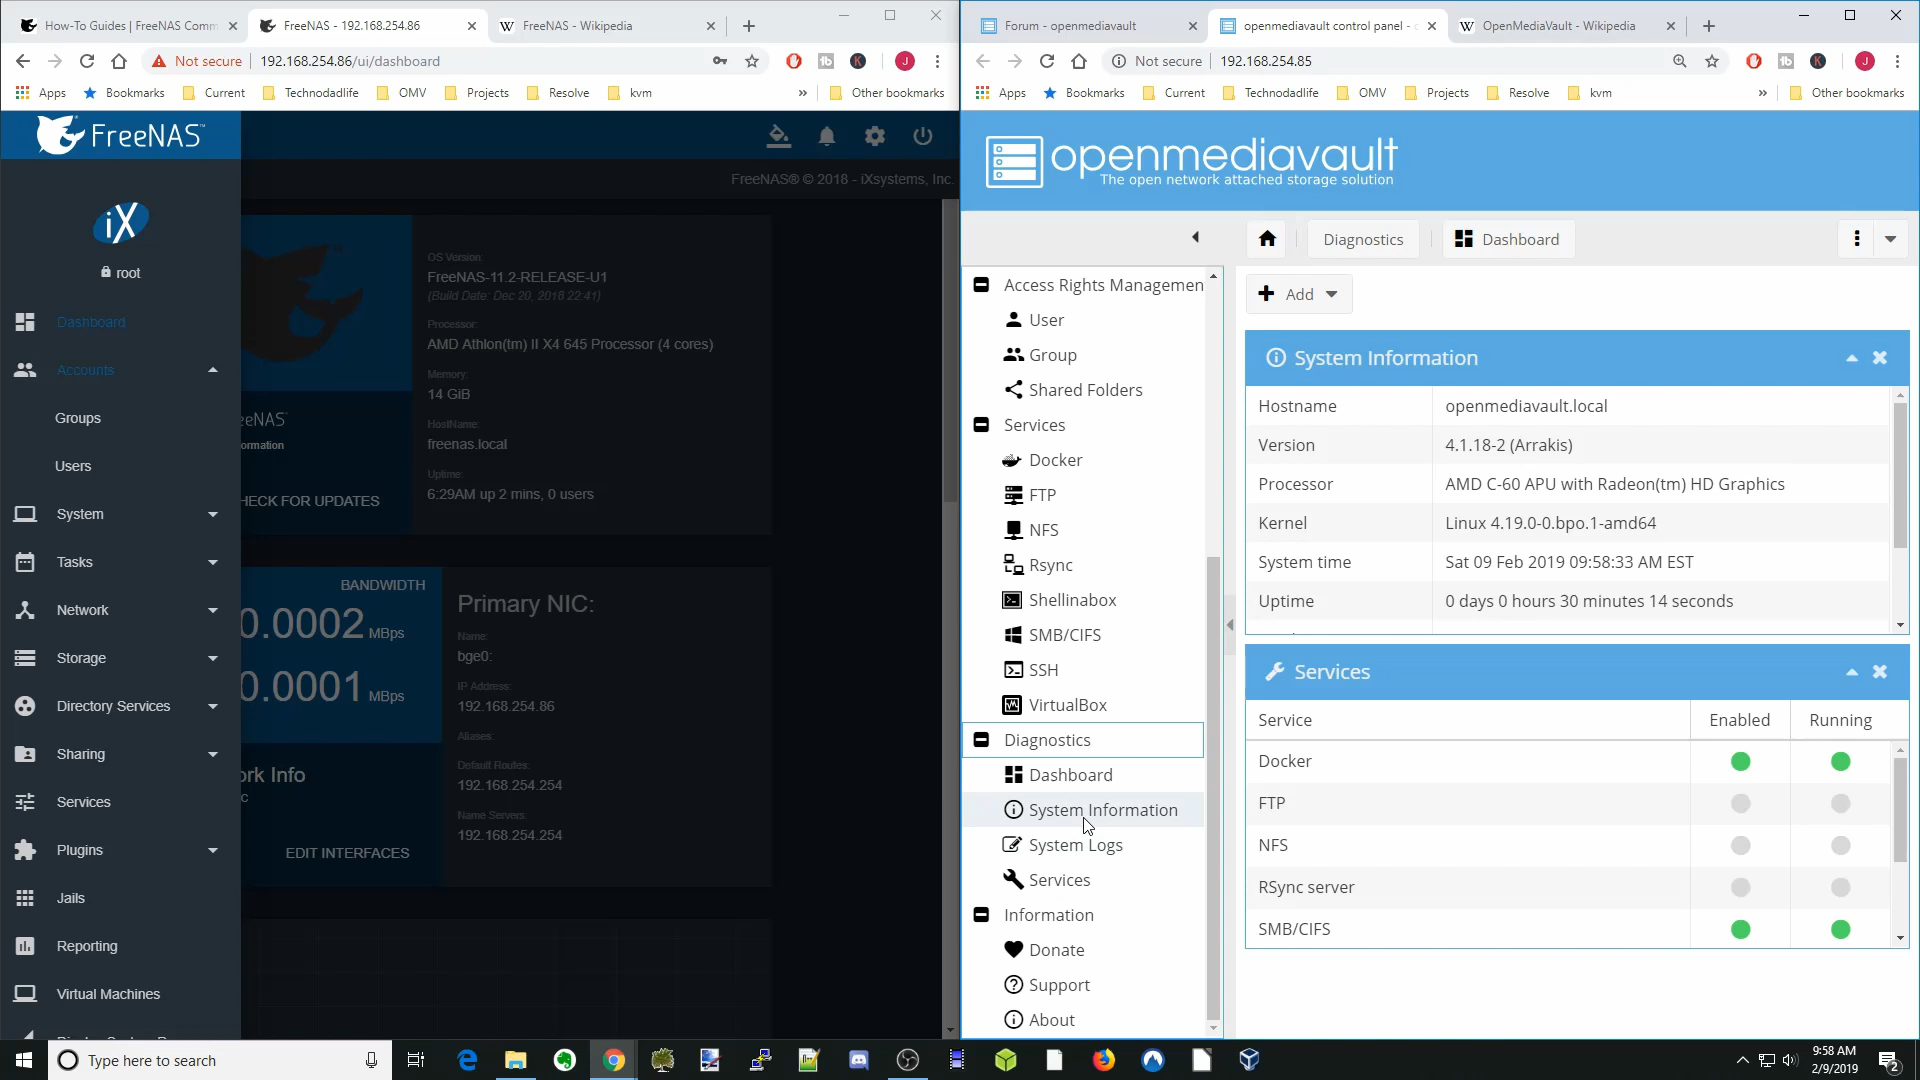 How-To Guides | FreeNAS Comm
FreeNAS - 192.168.254.86
FreeNAS - Wikipedia
Not secure
192.168.254.86/ui/dashboard
Apps
Bookmarks
Current
Technodadlife
OMV
Projects
Resolve
kvm
»
Other bookmarks
FreeNAS
FreeNAS® © 2018 - iXsystems, Inc.
iX
root
Dashboard
Accounts
Groups
Users
System
Tasks
Network
Storage
Directory Services
Sharing
Services
Plugins
Jails
Reporting
Virtual Machines
OS Version:
FreeNAS-11.2-RELEASE-U1
(Build Date: Dec 20, 2018 22:41)
Processor:
AMD Athlon(tm) II X4 645 Processor (4 cores)
Memory:
14 GiB
HostName:
freenas.local
Uptime:
6:29AM up 2 mins, 0 users
eeNAS
ormation
HECK FOR UPDATES
BANDWIDTH
0.0002 MBps
0.0001 MBps
ork Info
c
EDIT INTERFACES
Primary NIC:
Name:
bge0:
IP Address:
192.168.254.86
Aliases:
Default Routes:
192.168.254.254
Name Servers:
192.168.254.254
Forum - openmediavault
openmediavault control panel -
OpenMediaVault - Wikipedia
Not secure
192.168.254.85
Apps
Bookmarks
Current
Technodadlife
OMV
Projects
Resolve
kvm
»
Other bookmarks
openmediavault
The open network attached storage solution
Diagnostics
Dashboard
Access Rights Managemen
User
Group
Shared Folders
Services
Docker
FTP
NFS
Rsync
Shellinabox
SMB/CIFS
SSH
VirtualBox
Diagnostics
Dashboard
System Information
System Logs
Services
Information
Donate
Support
About
Add
System Information
Hostname openmediavault.local
Version 4.1.18-2 (Arrakis)
Processor AMD C-60 APU with Radeon(tm) HD Graphics
Kernel Linux 4.19.0-0.bpo.1-amd64
System time Sat 09 Feb 2019 09:58:33 AM EST
Uptime 0 days 0 hours 30 minutes 14 seconds
Services
Service Enabled Running
Docker
FTP
NFS
RSync server
SMB/CIFS
Type here to search
9:58 AM
2/9/2019
2